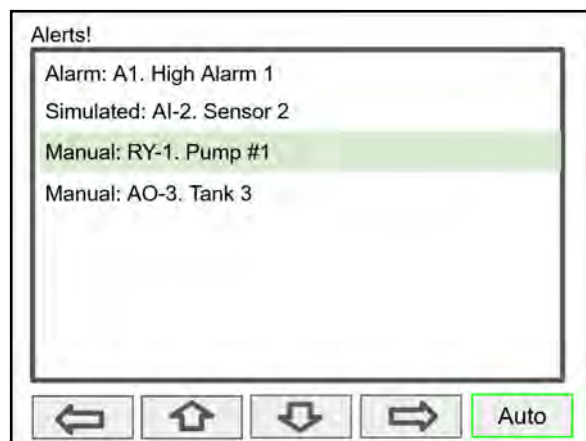 Alerts!
Alarm: A1. High Alarm 1
Simulated: AI-2. Sensor 2
Manual: RY-1. Pump #1
Manual: AO-3. Tank 3
Auto